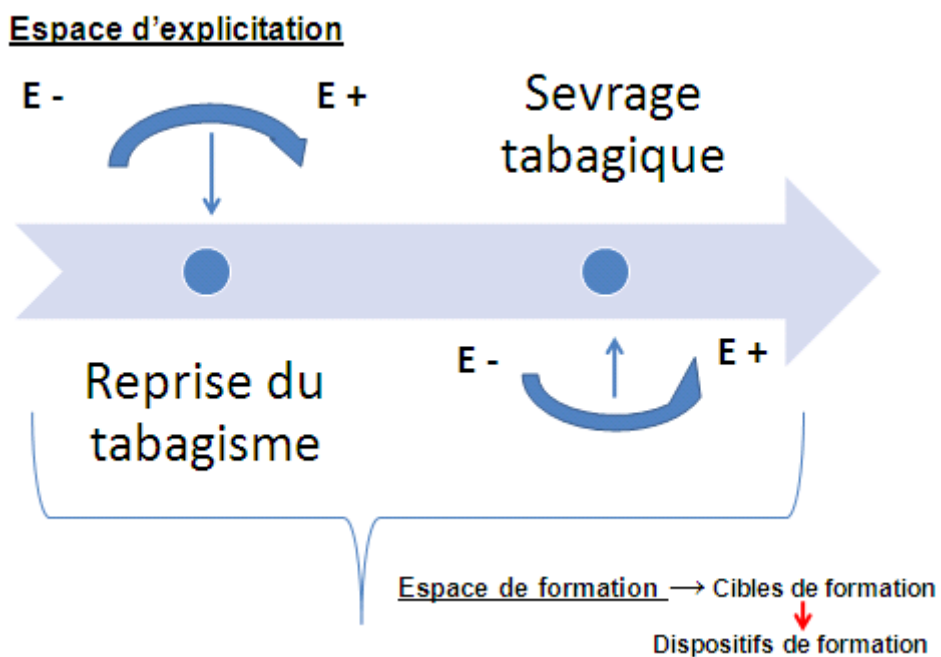 Espace d'explicitation
E -
E +
Sevrage
tabagique
Reprise du
tabagisme
E -
E +
Espace de formation → Cibles de formation
Dispositifs de formation